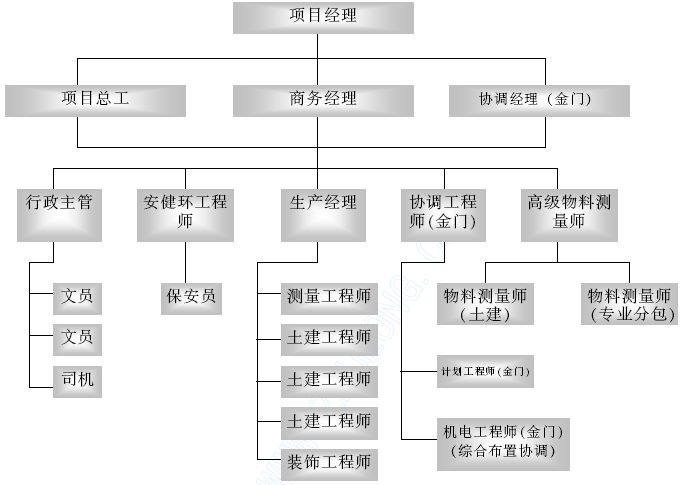 项目经理
项目总工
商务经理
协调经理（金门）
行政主管
安健环工程
师
生产经理
协调工程
师(金门)
高级物料测
量师
文员
文员
司机
保安员
测量工程师
土建工程师
土建工程师
土建工程师
装饰工程师
计划工程师(金门)
机电工程师(金门)
(综合布置协调)
物料测量师
(土建)
物料测量师
(专业分包)